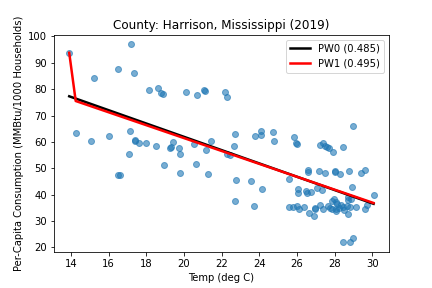 County: Harrison, Mississippi (2019)
PW0 (0.485)
PW1 (0.495)
Per-Capita Consumption (MMBtu/1000 Households)
100
90
80
70
60
50
40
30
20
14 16 18 20 22 24 26 28 30
Temp (deg C)